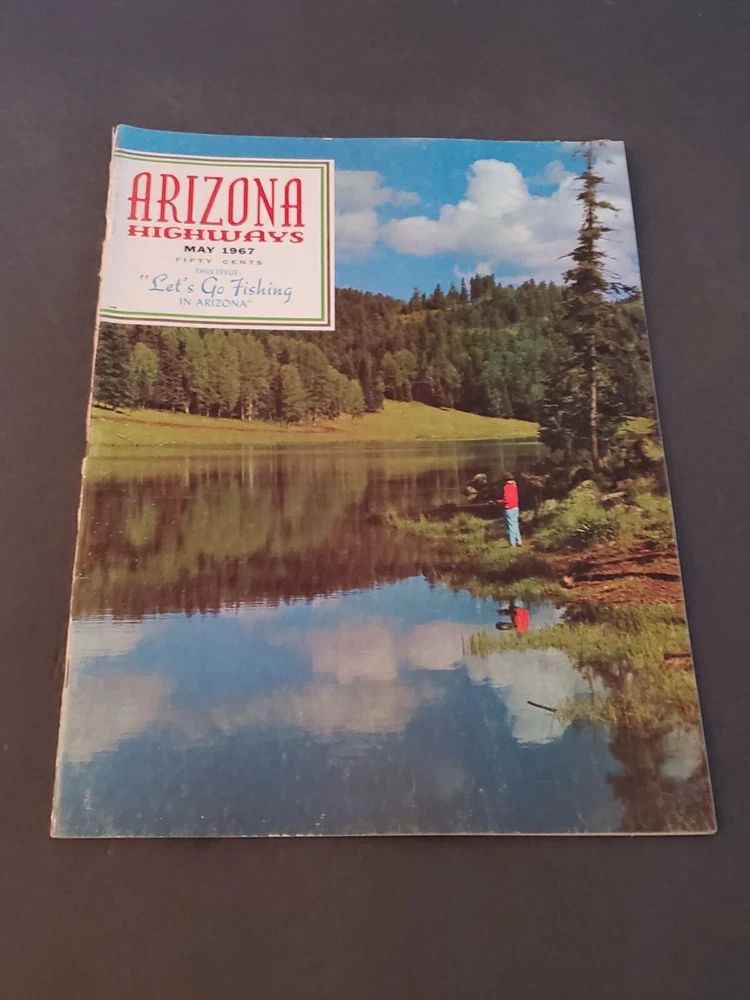 ARIZONA
HIGHWAYS
MAY 1967
FIFTY CENTS
THIS ISSUE:
"Let's Go Fishing
IN ARIZONA"